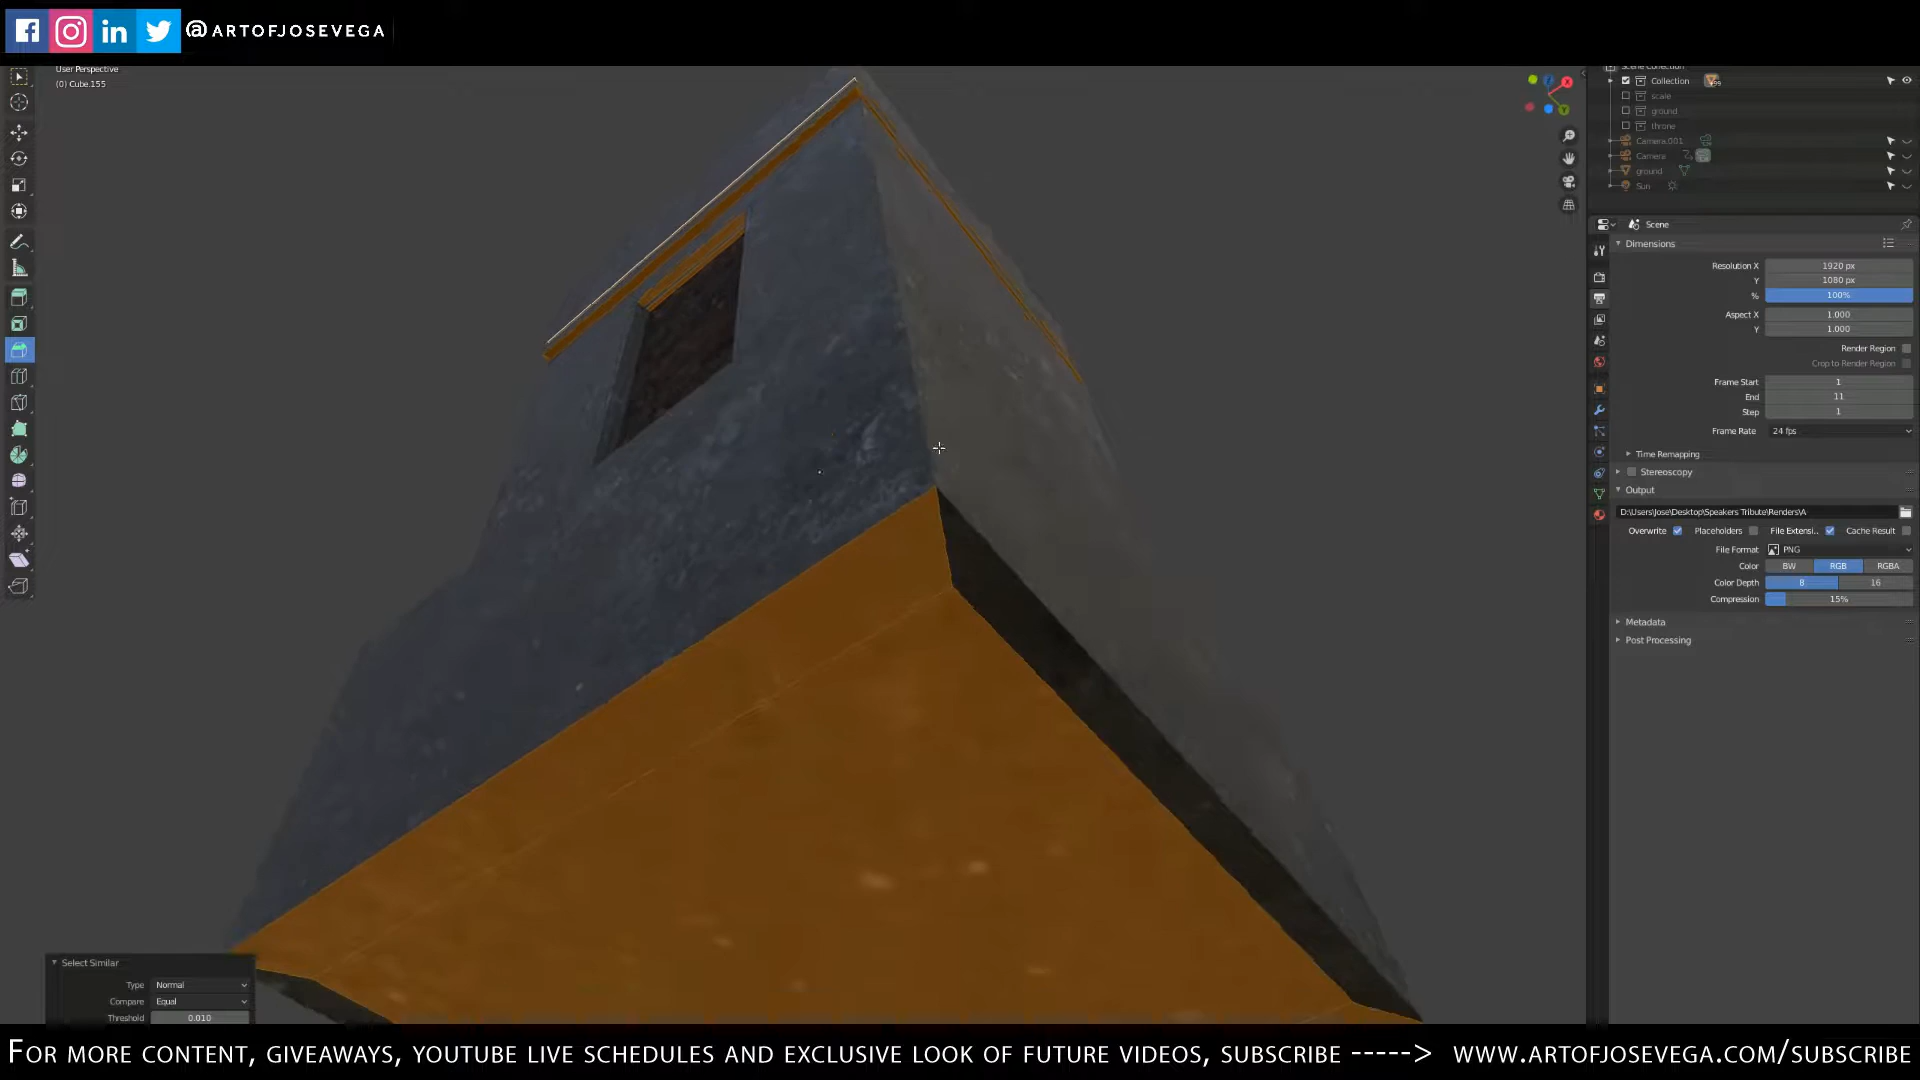 @ARTOFJOSEVEGA
User Perspective
(0) Cube.155
Scene Collection
Collection
scale
ground
throne
Camera.001
Camera
ground
Sun
Scene
Dimensions
Resolution X 1920 px
Y 1080 px
% 100%
Aspect X 1.000
Y 1.000
Render Region
Crop to Render Region
Frame Start 1
End 11
Step 1
Frame Rate 24 fps
Time Remapping
Stereoscopy
Output
D:\Users\Jose\Desktop\Speakers Tribute\Renders\A
Overwrite Placeholders File Extensi.. Cache Result
File Format PNG
Color BW RGB RGBA
Color Depth 8 16
Compression 15%
Metadata
Post Processing
Select Similar
Type Normal
Compare Equal
Threshold 0.010
FOR MORE CONTENT, GIVEAWAYS, YOUTUBE LIVE SCHEDULES AND EXCLUSIVE LOOK OF FUTURE VIDEOS, SUBSCRIBE -----> WWW.ARTOFJOSEVEGA.COM/SUBSCRIBE